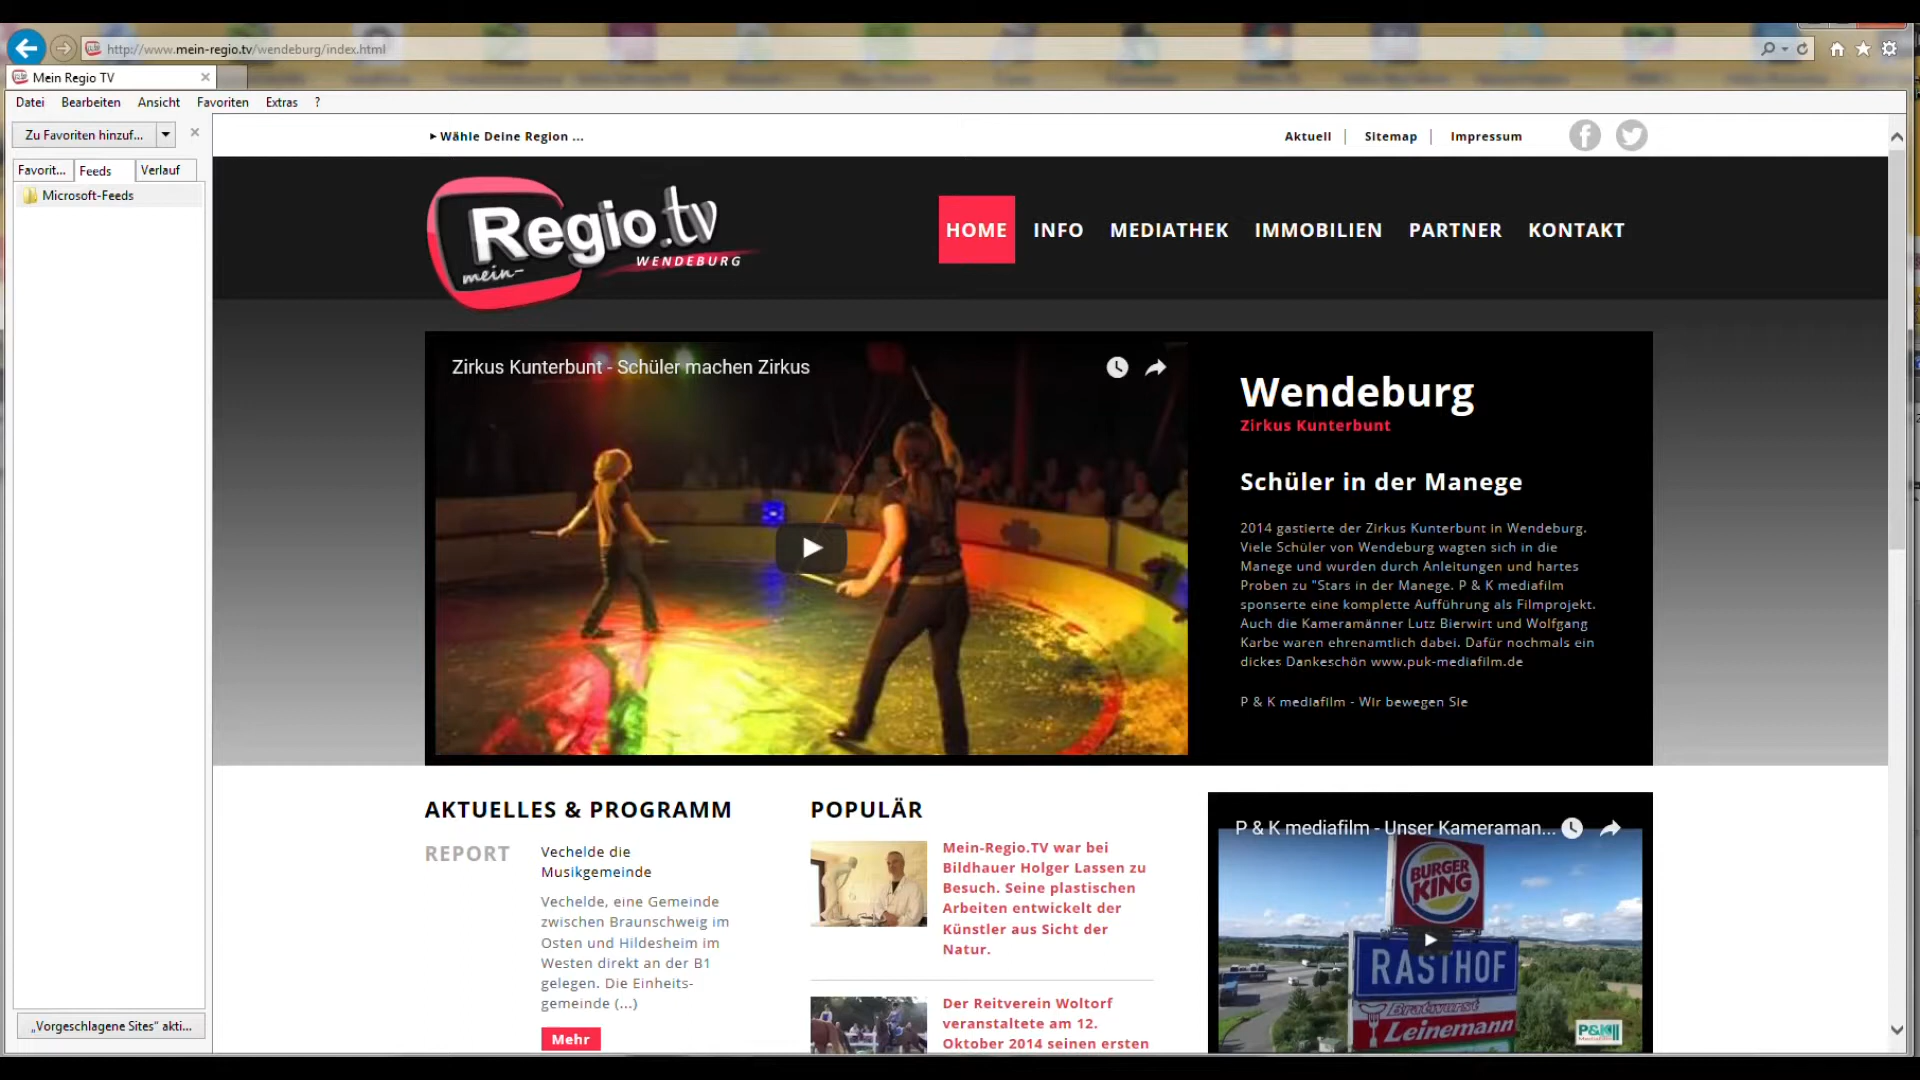 http://www.mein-regio.tv/wendeburg/index.html
Mein Regio TV
Datei Bearbeiten Ansicht Favoriten Extras ?
Zu Favoriten hinzuf...
Favorit... Feeds Verlauf
Microsoft-Feeds
„Vorgeschlagene Sites“ akti...
Wähle Deine Region ...
Aktuell | Sitemap | Impressum
Regio.tv
mein-
WENDEBURG
HOME INFO MEDIATHEK IMMOBILIEN PARTNER KONTAKT
Zirkus Kunterbunt - Schüler machen Zirkus
Wendeburg
Zirkus Kunterbunt
Schüler in der Manege
2014 gastierte der Zirkus Kunterbunt in Wendeburg.
Viele Schüler von Wendeburg wagten sich in die
Manege und wurden durch Anleitungen und hartes
Proben zu "Stars in der Manege. P & K mediafilm
sponserte eine komplette Aufführung als Filmprojekt.
Auch die Kameramänner Lutz Bierwirt und Wolfgang
Karbe waren ehrenamtlich dabei. Dafür nochmals ein
dickes Dankeschön www.puk-mediafilm.de
P & K mediafilm - Wir bewegen Sie
AKTUELLES & PROGRAMM
REPORT
Vechelde die
Musikgemeinde
Vechelde, eine Gemeinde
zwischen Braunschweig im
Osten und Hildesheim im
Westen direkt an der B1
gelegen. Die Einheits-
gemeinde (...)
Mehr
POPULÄR
Mein-Regio.TV war bei
Bildhauer Holger Lassen zu
Besuch. Seine plastischen
Arbeiten entwickelt der
Künstler aus Sicht der
Natur.
Der Reitverein Woltorf
veranstaltete am 12.
Oktober 2014 seinen ersten
P & K mediafilm - Unser Kameraman...
BURGER
KING
RASTHOF
Bratwurst
Leinemann
P&K